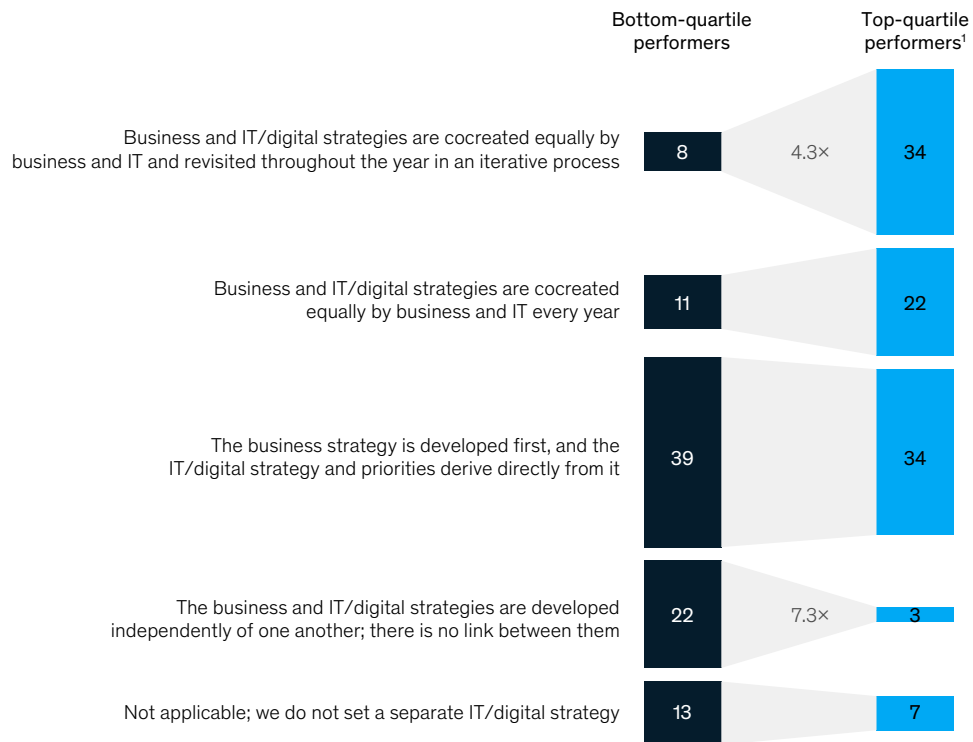 Bottom-quartile
performers
Top-quartile
performers¹
Business and IT/digital strategies are cocreated equally by
business and IT and revisited throughout the year in an iterative process
8
4.3×
34
Business and IT/digital strategies are cocreated
equally by business and IT every year
11
22
The business strategy is developed first, and the
IT/digital strategy and priorities derive directly from it
39
34
The business and IT/digital strategies are developed
independently of one another; there is no link between them
22
7.3×
3
Not applicable; we do not set a separate IT/digital strategy
13
7